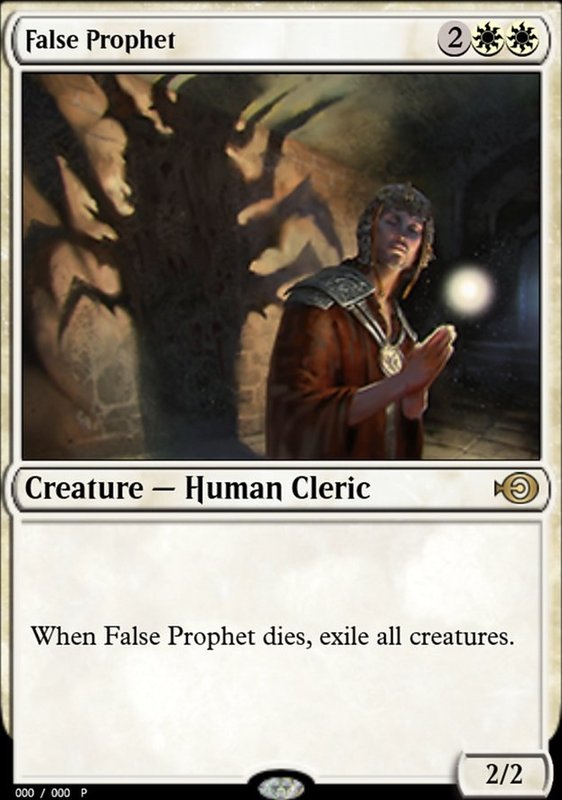 False Prophet 2
Creature — Human Cleric
When False Prophet dies, exile all creatures.
2/2
000 / 000 P